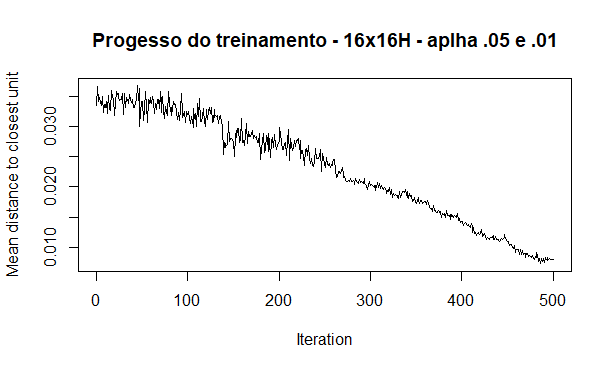 Progesso do treinamento - 16x16H - aplha .05 e .01
Mean distance to closest unit
0.030
0.020
0.010
0 100 200 300 400 500
Iteration